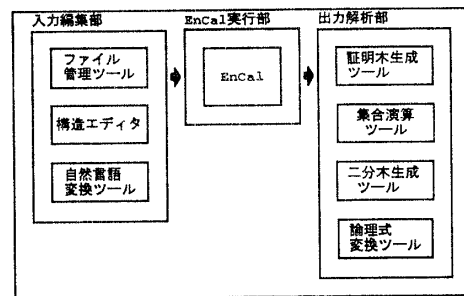 入力編集部
ファイル
管理ツール
構造エディタ
自然言語
変換ツール
EnCal実行部
EnCal
出力解析部
証明木生成
ツール
集合演算
ツール
二分木生成
ツール
論理式
変換ツール